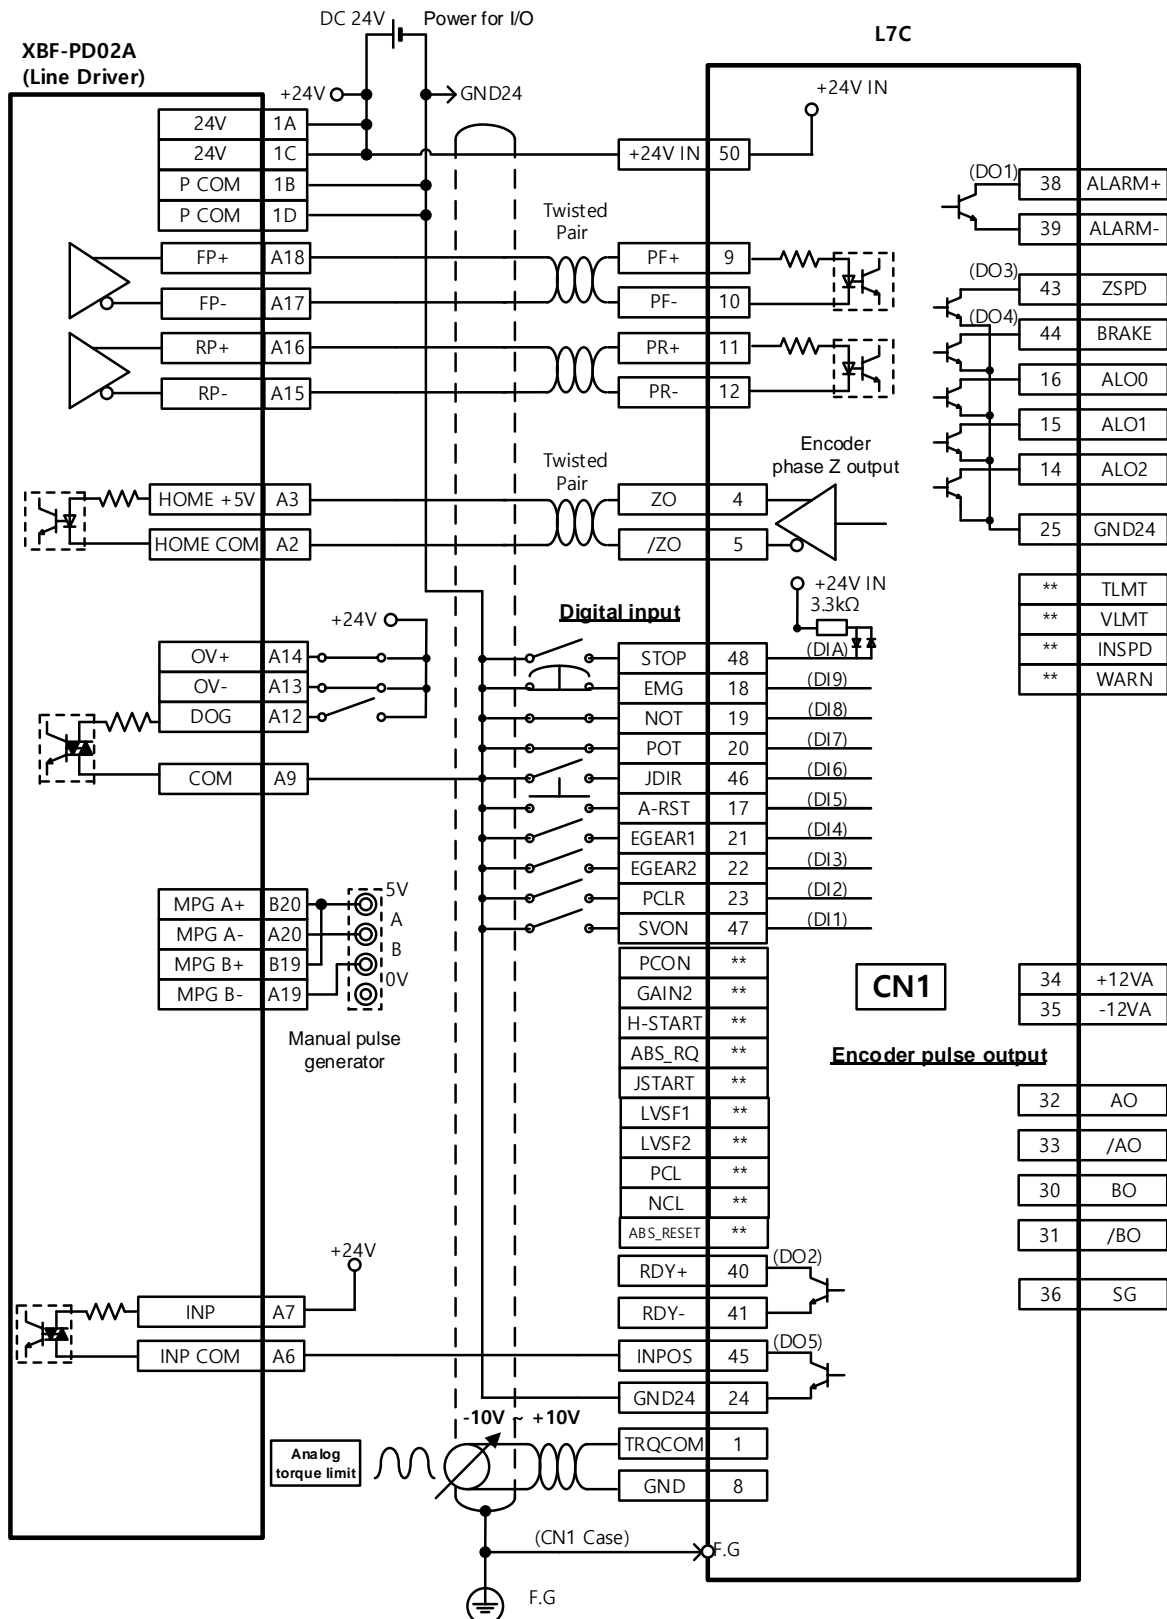 DC 24V
Power for I/O
XBF-PD02A
(Line Driver)
L7C
+24V
GND24
+24V IN
24V 1A
24V 1C
P COM 1B
P COM 1D
+24V IN 50
(DO1)
38 ALARM+
39 ALARM-
Twisted
Pair
FP+ A18
FP- A17
RP+ A16
RP- A15
PF+ 9
PF- 10
PR+ 11
PR- 12
(DO3)
43 ZSPD
(DO4)
44 BRAKE
16 ALO0
15 ALO1
14 ALO2
25 GND24
Encoder
phase Z output
Twisted
Pair
HOME +5V A3
HOME COM A2
ZO 4
/ZO 5
+24V IN
3.3kΩ
** TLMT
** VLMT
** INSPD
** WARN
Digital input
+24V
OV+ A14
OV- A13
DOG A12
COM A9
STOP 48 (DIA)
EMG 18 (DI9)
NOT 19 (DI8)
POT 20 (DI7)
JDIR 46 (DI6)
A-RST 17 (DI5)
EGEAR1 21 (DI4)
EGEAR2 22 (DI3)
PCLR 23 (DI2)
SVON 47 (DI1)
PCON **
GAIN2 **
H-START **
ABS_RQ **
JSTART **
LVSF1 **
LVSF2 **
PCL **
NCL **
ABS_RESET **
MPG A+ B20
MPG A- A20
MPG B+ B19
MPG B- A19
5V
A
B
0V
Manual pulse
generator
CN1
34 +12VA
35 -12VA
Encoder pulse output
32 AO
33 /AO
30 BO
31 /BO
36 SG
+24V
INP A7
INP COM A6
RDY+ 40 (DO2)
RDY- 41
INPOS 45 (DO5)
GND24 24
-10V ~ +10V
TRQCOM 1
GND 8
Analog
torque limit
(CN1 Case)
F.G
F.G